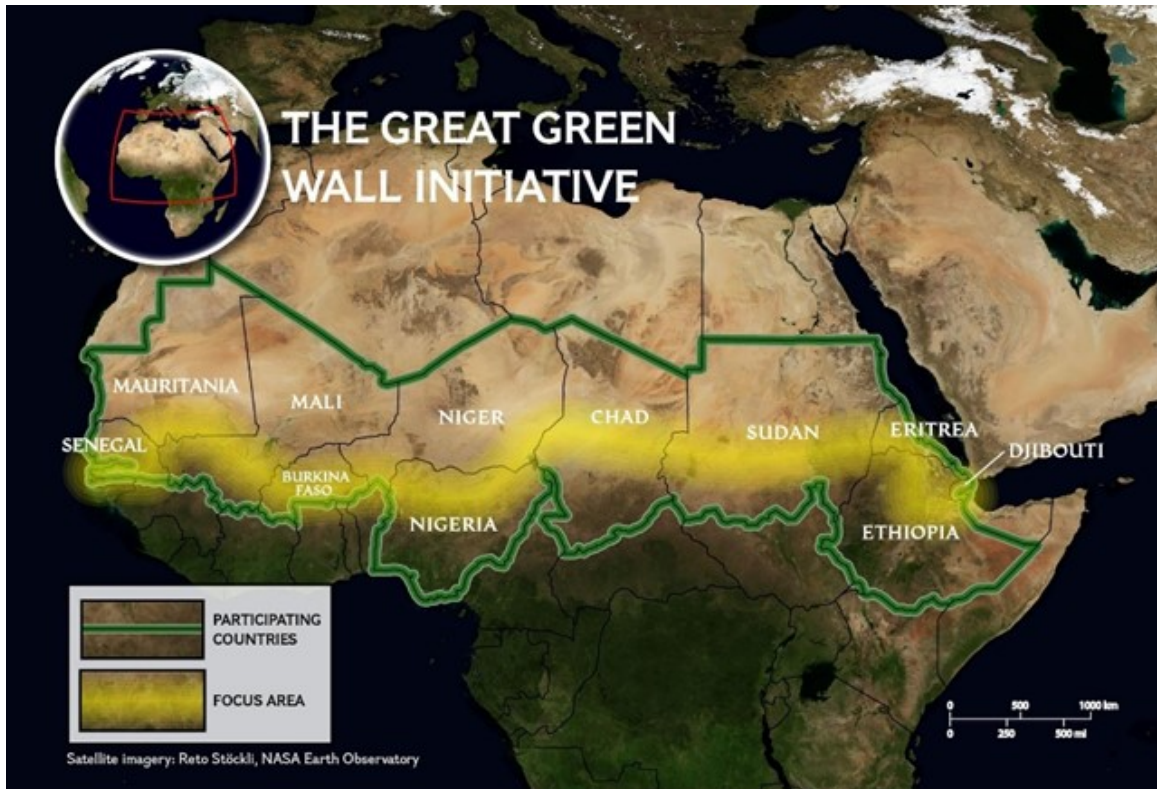 THE GREAT GREEN
WALL INITIATIVE
MAURITANIA
MALI
NIGER
CHAD
SUDAN
ERITREA
DJIBOUTI
SENEGAL
BURKINA
FASO
NIGERIA
ETHIOPIA
PARTICIPATING
COUNTRIES
FOCUS AREA
0 500 1000 km
0 250 500 mi
Satellite imagery: Reto Stöckli, NASA Earth Observatory